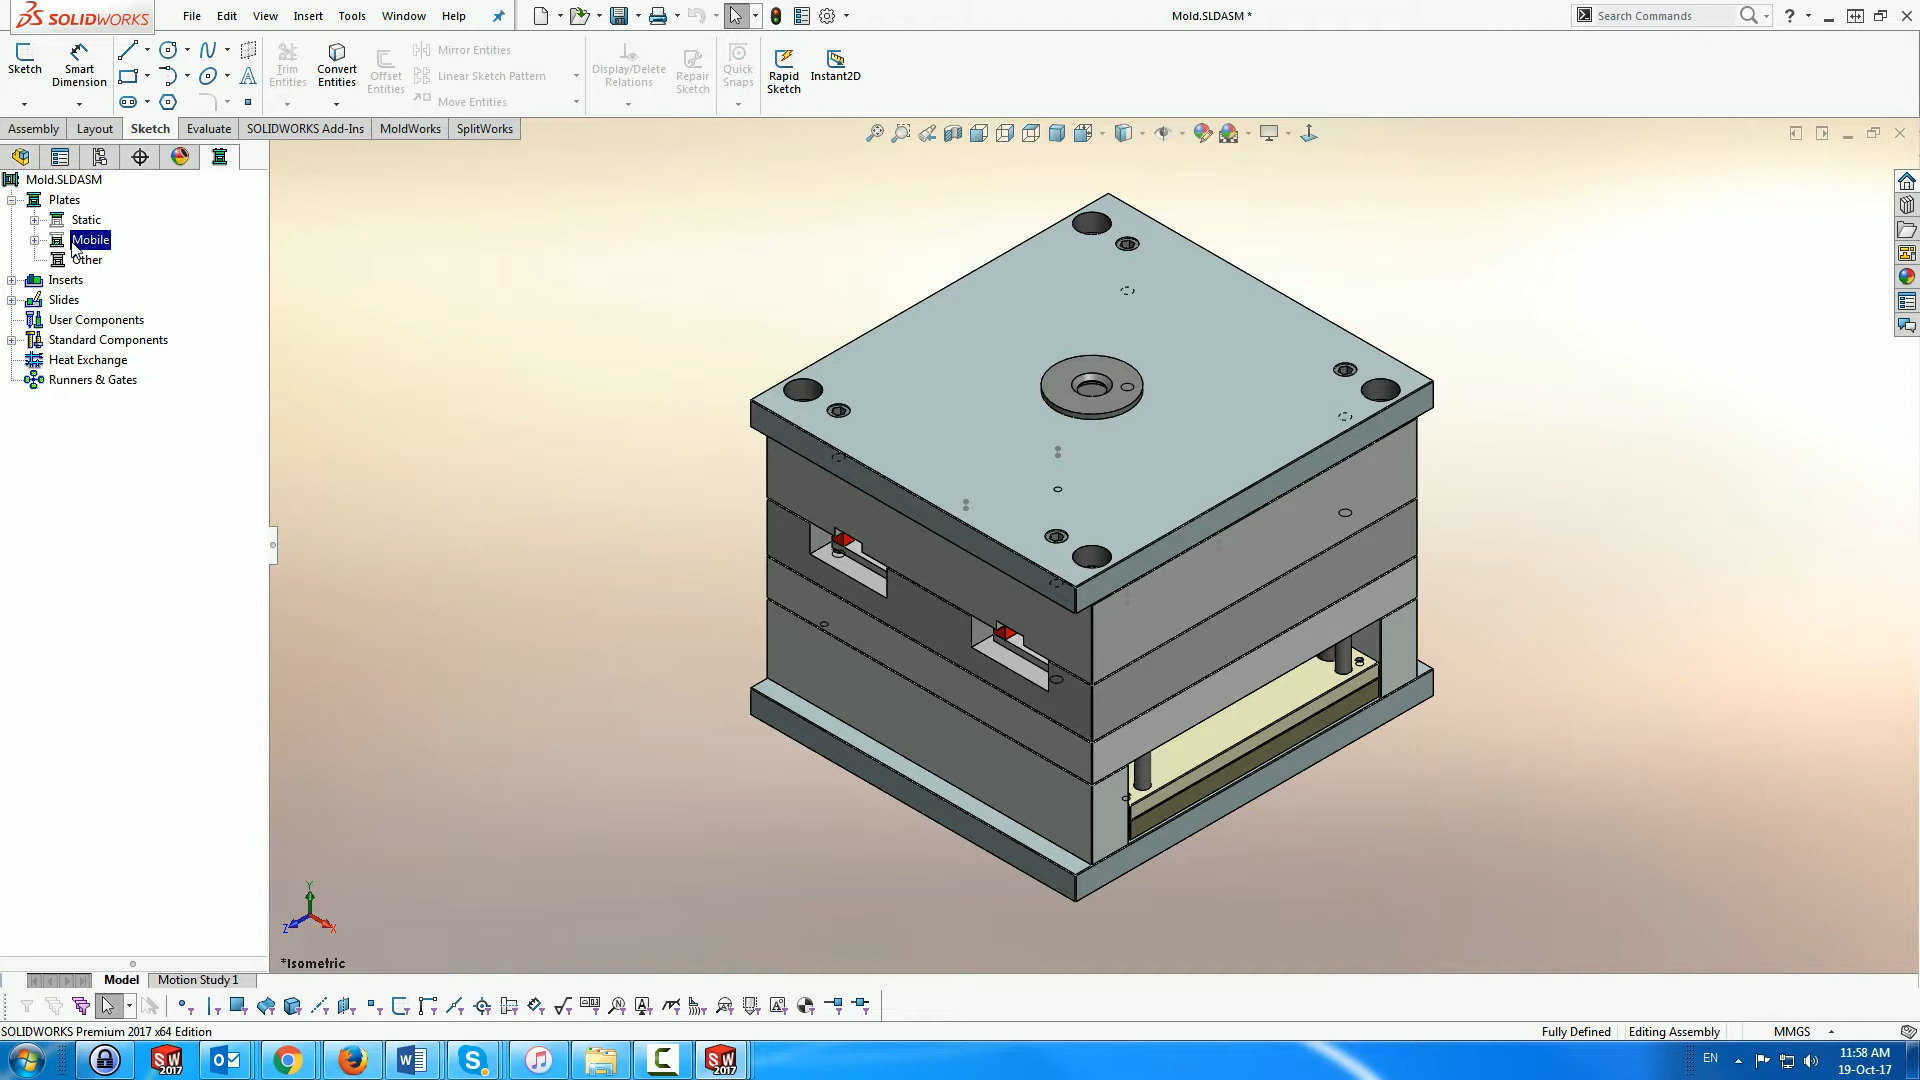 SOLIDWORKS File Edit View Insert Tools Window Help Mold.SLDASM * Search Commands
Sketch Smart Dimension Trim Entities Convert Entities Offset Entities Mirror Entities Linear Sketch Pattern Move Entities Display/Delete Relations Repair Sketch Quick Snaps Rapid Sketch Instant2D
Assembly Layout Sketch Evaluate SOLIDWORKS Add-Ins MoldWorks SplitWorks
Mold.SLDASM
Plates
Static
Mobile
Other
Inserts
Slides
User Components
Standard Components
Heat Exchange
Runners & Gates
Y
Z X
*Isometric
Model Motion Study 1
SOLIDWORKS Premium 2017 x64 Edition Fully Defined Editing Assembly MMGS
SW 2017 SW 2017 EN 11:58 AM
19-Oct-17